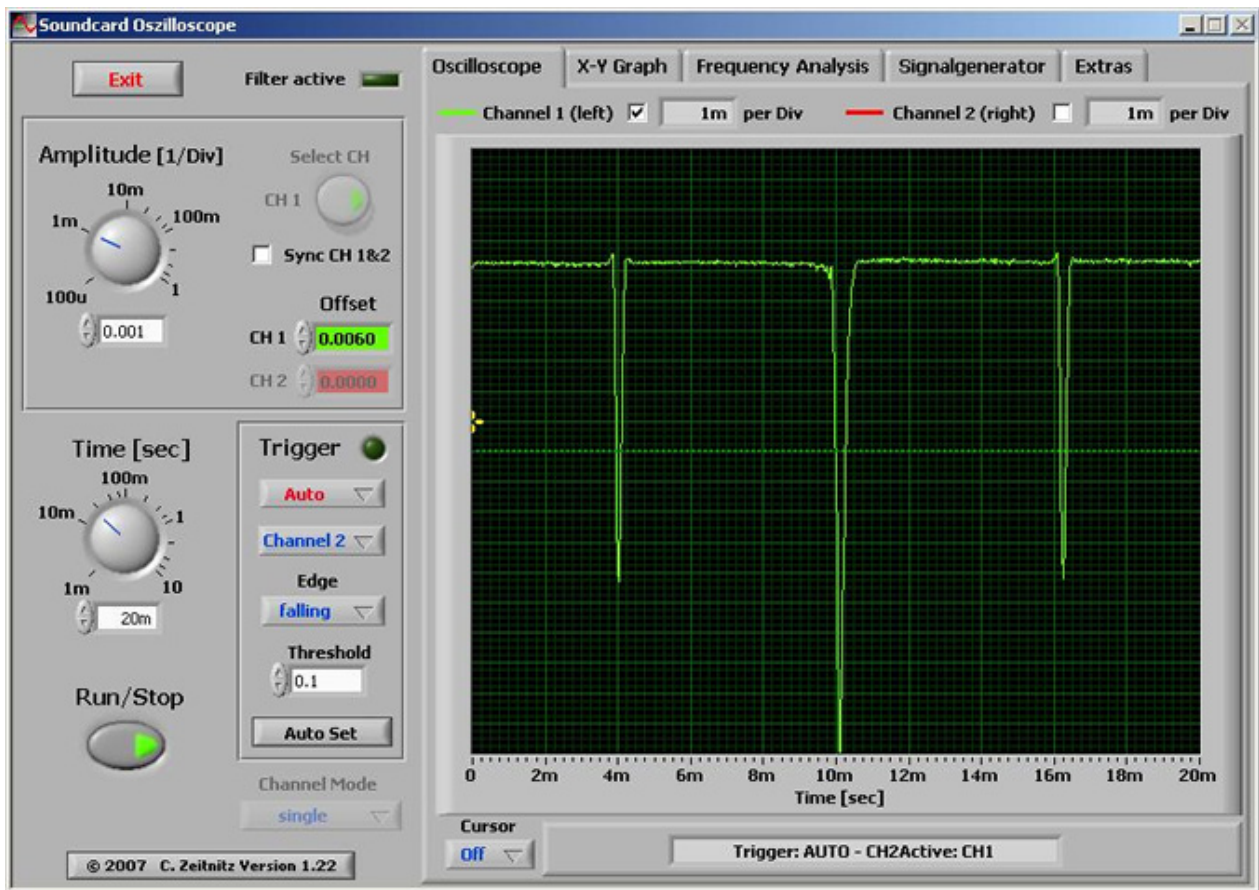 Soundcard Oszilloscope
Exit
Filter active
Amplitude [1/Div]
Select CH
10m
1m
100m
100u
1
CH 1
Sync CH 1&2
0.001
Offset
CH 1 0.0060
CH 2 0.0000
Time [sec]
100m
10m
1
1m
10
20m
Run/Stop
Trigger
Auto
Channel 2
Edge
falling
Threshold
0.1
Auto Set
Channel Mode
single
© 2007 C. Zeitnitz Version 1.22
Oscilloscope X-Y Graph Frequency Analysis Signalgenerator Extras
Channel 1 (left) 1m per Div Channel 2 (right) 1m per Div
0 2m 4m 6m 8m 10m 12m 14m 16m 18m 20m
Time [sec]
Cursor
Off
Trigger: AUTO - CH2Active: CH1